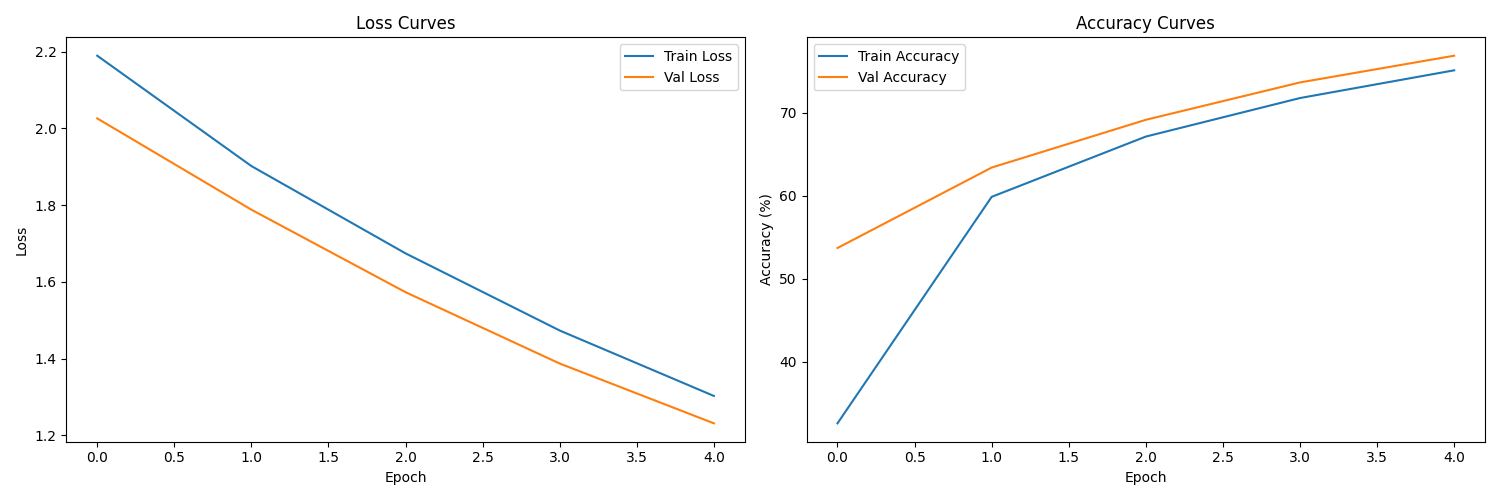 Loss Curves
Train Loss
Val Loss
2.2
2.0
1.8
1.6
1.4
1.2
Loss
0.0 0.5 1.0 1.5 2.0 2.5 3.0 3.5 4.0
Epoch
Accuracy Curves
Train Accuracy
Val Accuracy
70
60
50
40
Accuracy (%)
0.0 0.5 1.0 1.5 2.0 2.5 3.0 3.5 4.0
Epoch